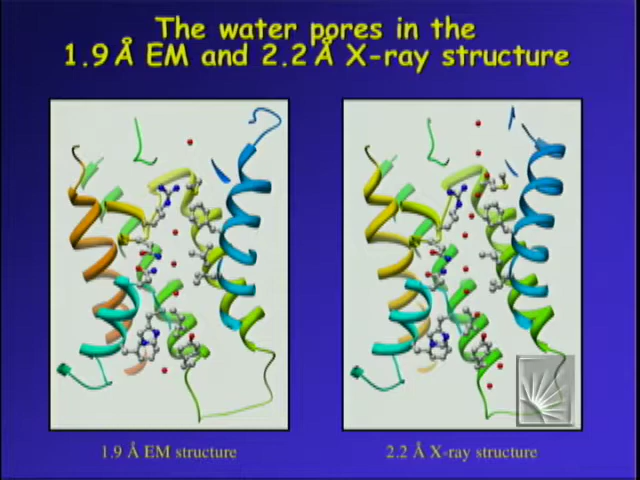 The water pores in the
1.9 Å EM and 2.2 Å X-ray structure
1.9 Å EM structure
2.2 Å X-ray structure